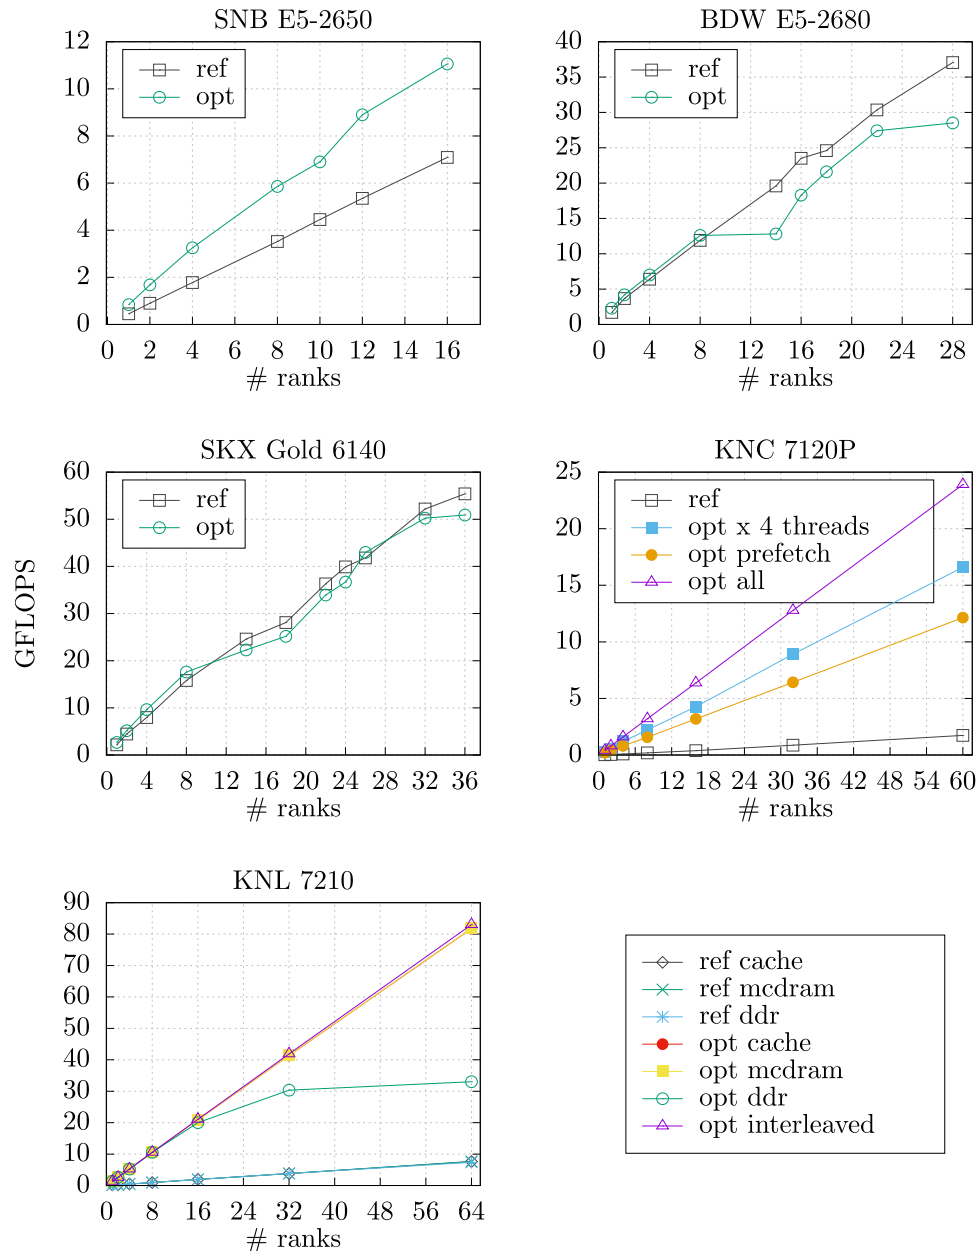 SNB E5-2650
12
10
8
6
4
2
0
ref
opt
0 2 4 6 8 10 12 14 16
# ranks
BDW E5-2680
40
35
30
25
20
15
10
5
0
ref
opt
0 4 8 12 16 20 24 28
# ranks
GFLOPS
SKX Gold 6140
60
50
40
30
20
10
0
ref
opt
0 4 8 12 16 20 24 28 32 36
# ranks
KNC 7120P
25
20
15
10
5
0
ref
opt x 4 threads
opt prefetch
opt all
0 6 12 18 24 30 36 42 48 54 60
# ranks
KNL 7210
90
80
70
60
50
40
30
20
10
0
0 8 16 24 32 40 48 56 64
# ranks
ref cache
ref mcdram
ref ddr
opt cache
opt mcdram
opt ddr
opt interleaved